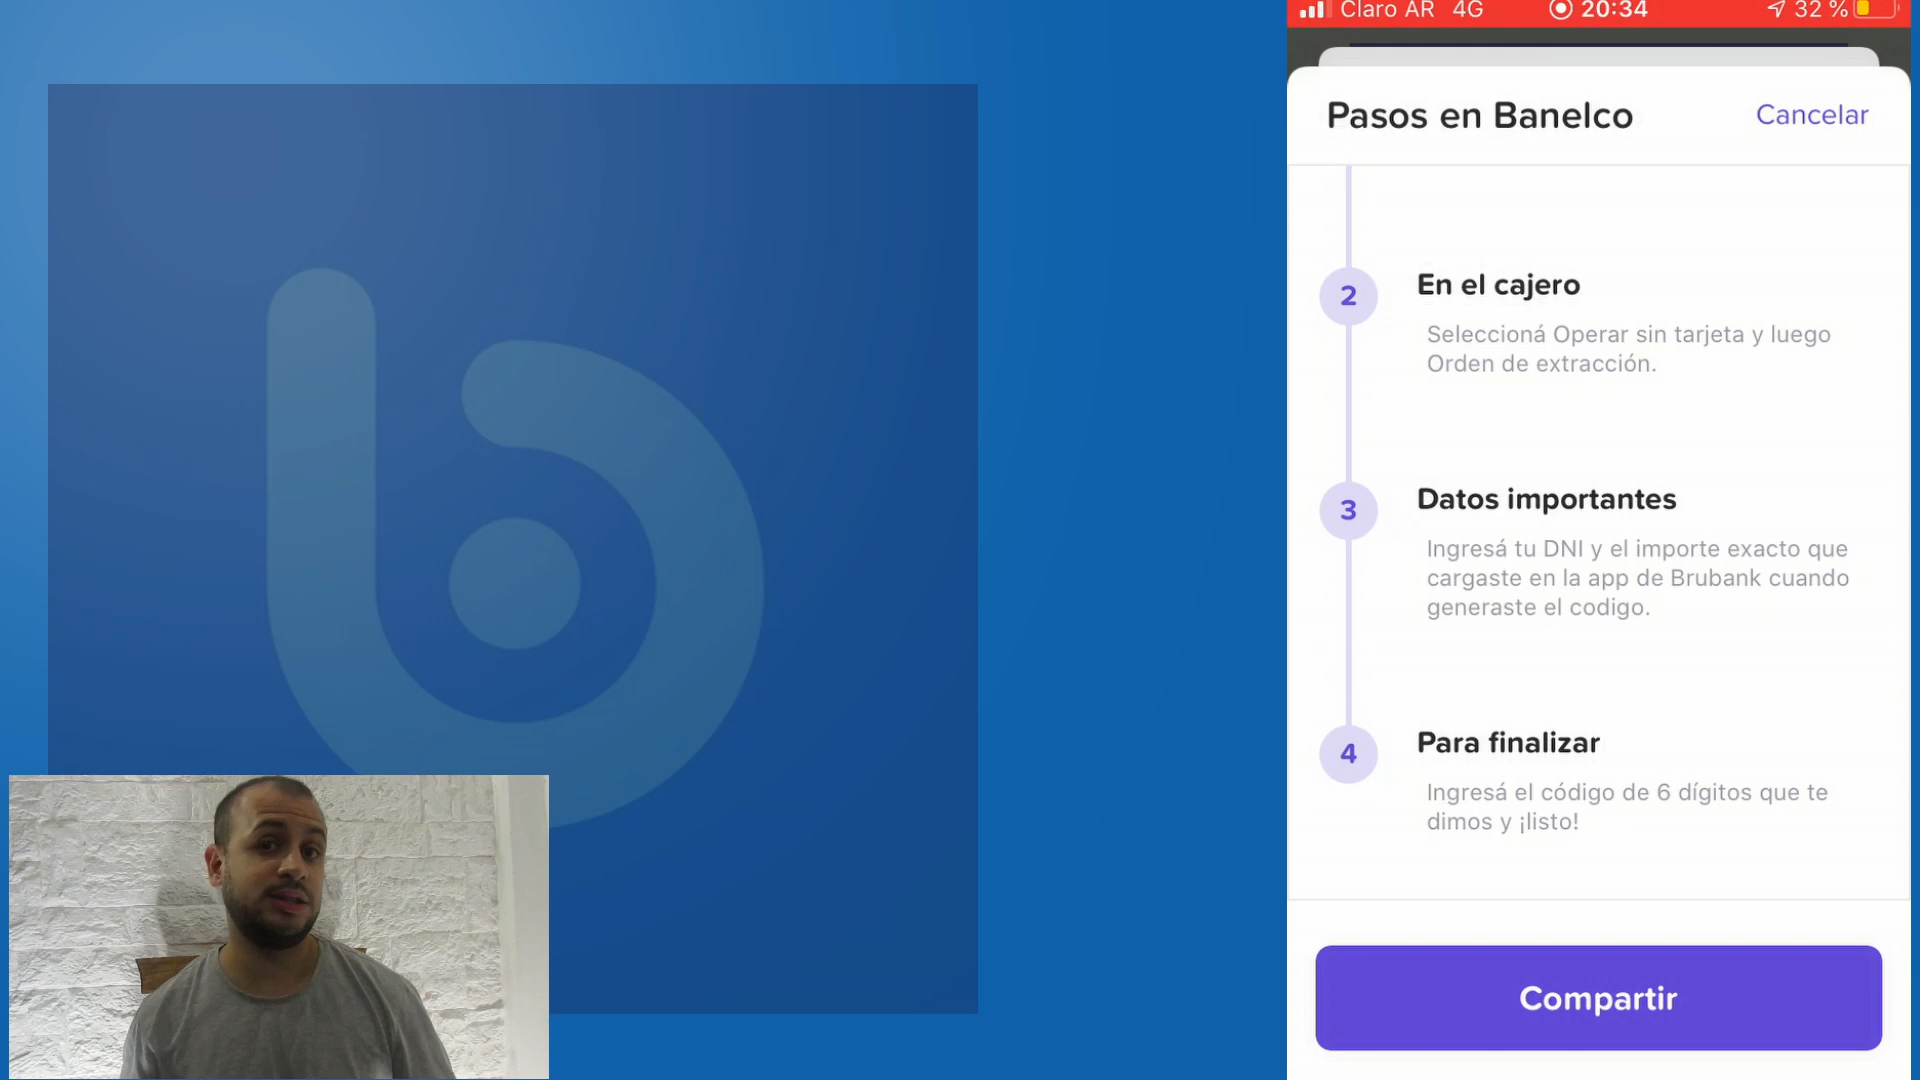 Claro AR 4G 20:34 32 %
Pasos en Banelco
Cancelar
2
En el cajero
Seleccioná Operar sin tarjeta y luego
Orden de extracción.
3
Datos importantes
Ingresá tu DNI y el importe exacto que
cargaste en la app de Brubank cuando
generaste el codigo.
4
Para finalizar
Ingresá el código de 6 dígitos que te
dimos y ¡listo!
Compartir